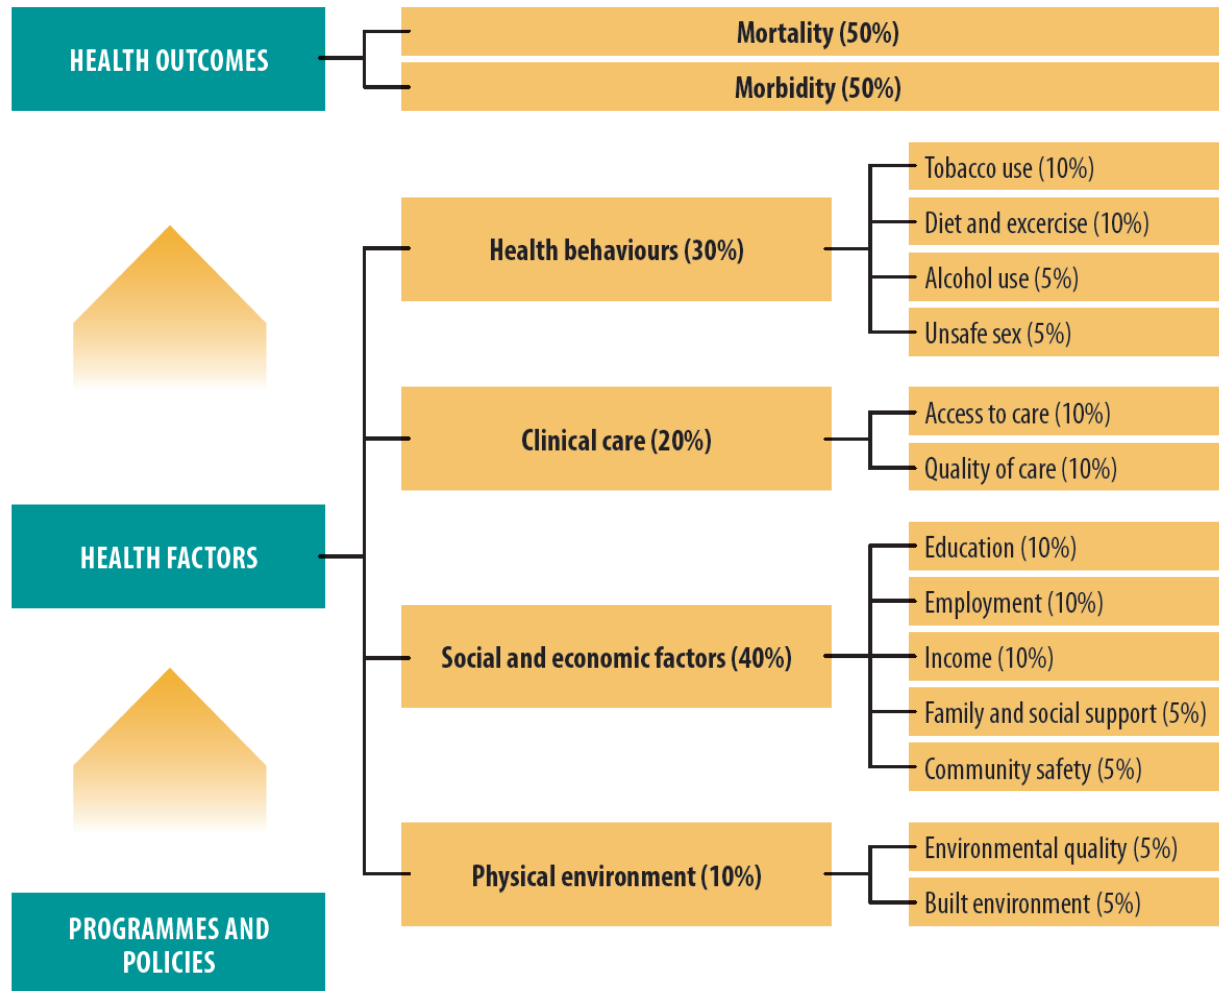 HEALTH OUTCOMES
Mortality (50%)
Morbidity (50%)
Health behaviours (30%)
Tobacco use (10%)
Diet and excercise (10%)
Alcohol use (5%)
Unsafe sex (5%)
Clinical care (20%)
Access to care (10%)
Quality of care (10%)
HEALTH FACTORS
Social and economic factors (40%)
Education (10%)
Employment (10%)
Income (10%)
Family and social support (5%)
Community safety (5%)
Physical environment (10%)
Environmental quality (5%)
Built environment (5%)
PROGRAMMES AND
POLICIES